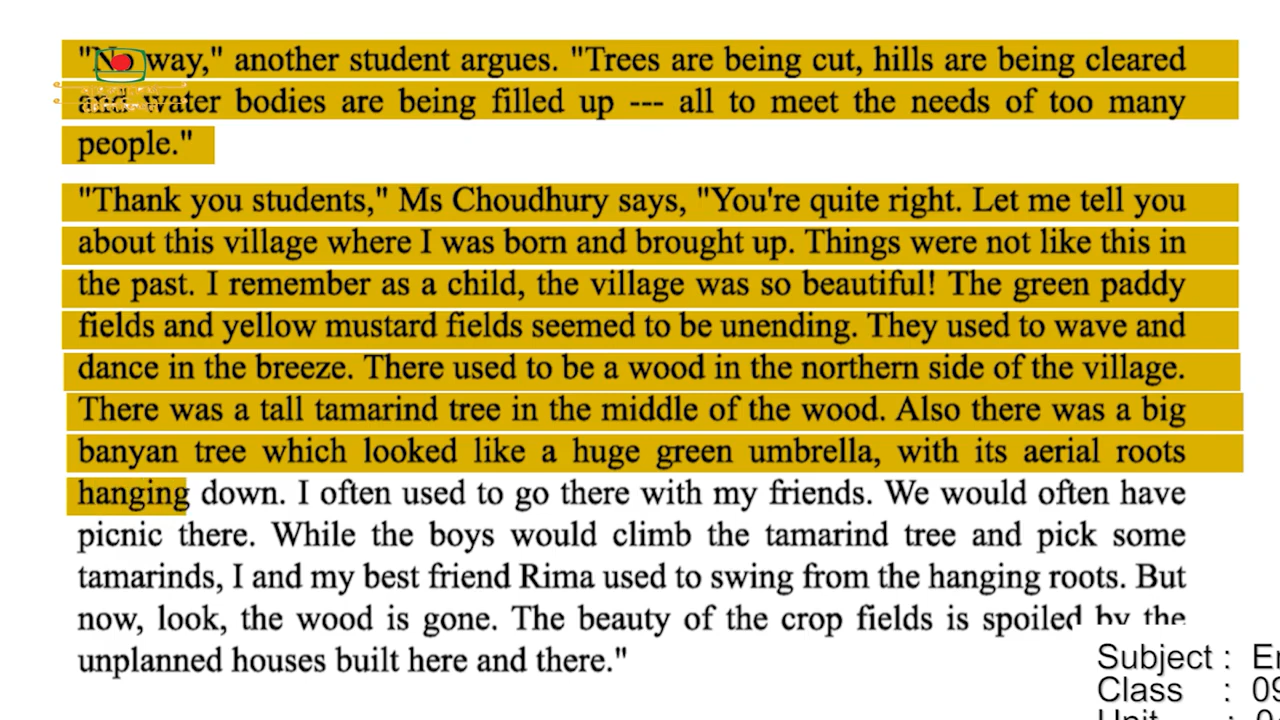 "No way," another student argues. "Trees are being cut, hills are being cleared
and water bodies are being filled up --- all to meet the needs of too many
people."
"Thank you students," Ms Choudhury says, "You're quite right. Let me tell you
about this village where I was born and brought up. Things were not like this in
the past. I remember as a child, the village was so beautiful! The green paddy
fields and yellow mustard fields seemed to be unending. They used to wave and
dance in the breeze. There used to be a wood in the northern side of the village.
There was a tall tamarind tree in the middle of the wood. Also there was a big
banyan tree which looked like a huge green umbrella, with its aerial roots
hanging down. I often used to go there with my friends. We would often have
picnic there. While the boys would climb the tamarind tree and pick some
tamarinds, I and my best friend Rima used to swing from the hanging roots. But
now, look, the wood is gone. The beauty of the crop fields is spoiled by the
unplanned houses built here and there."
Subject : En
Class : 09
Unit :